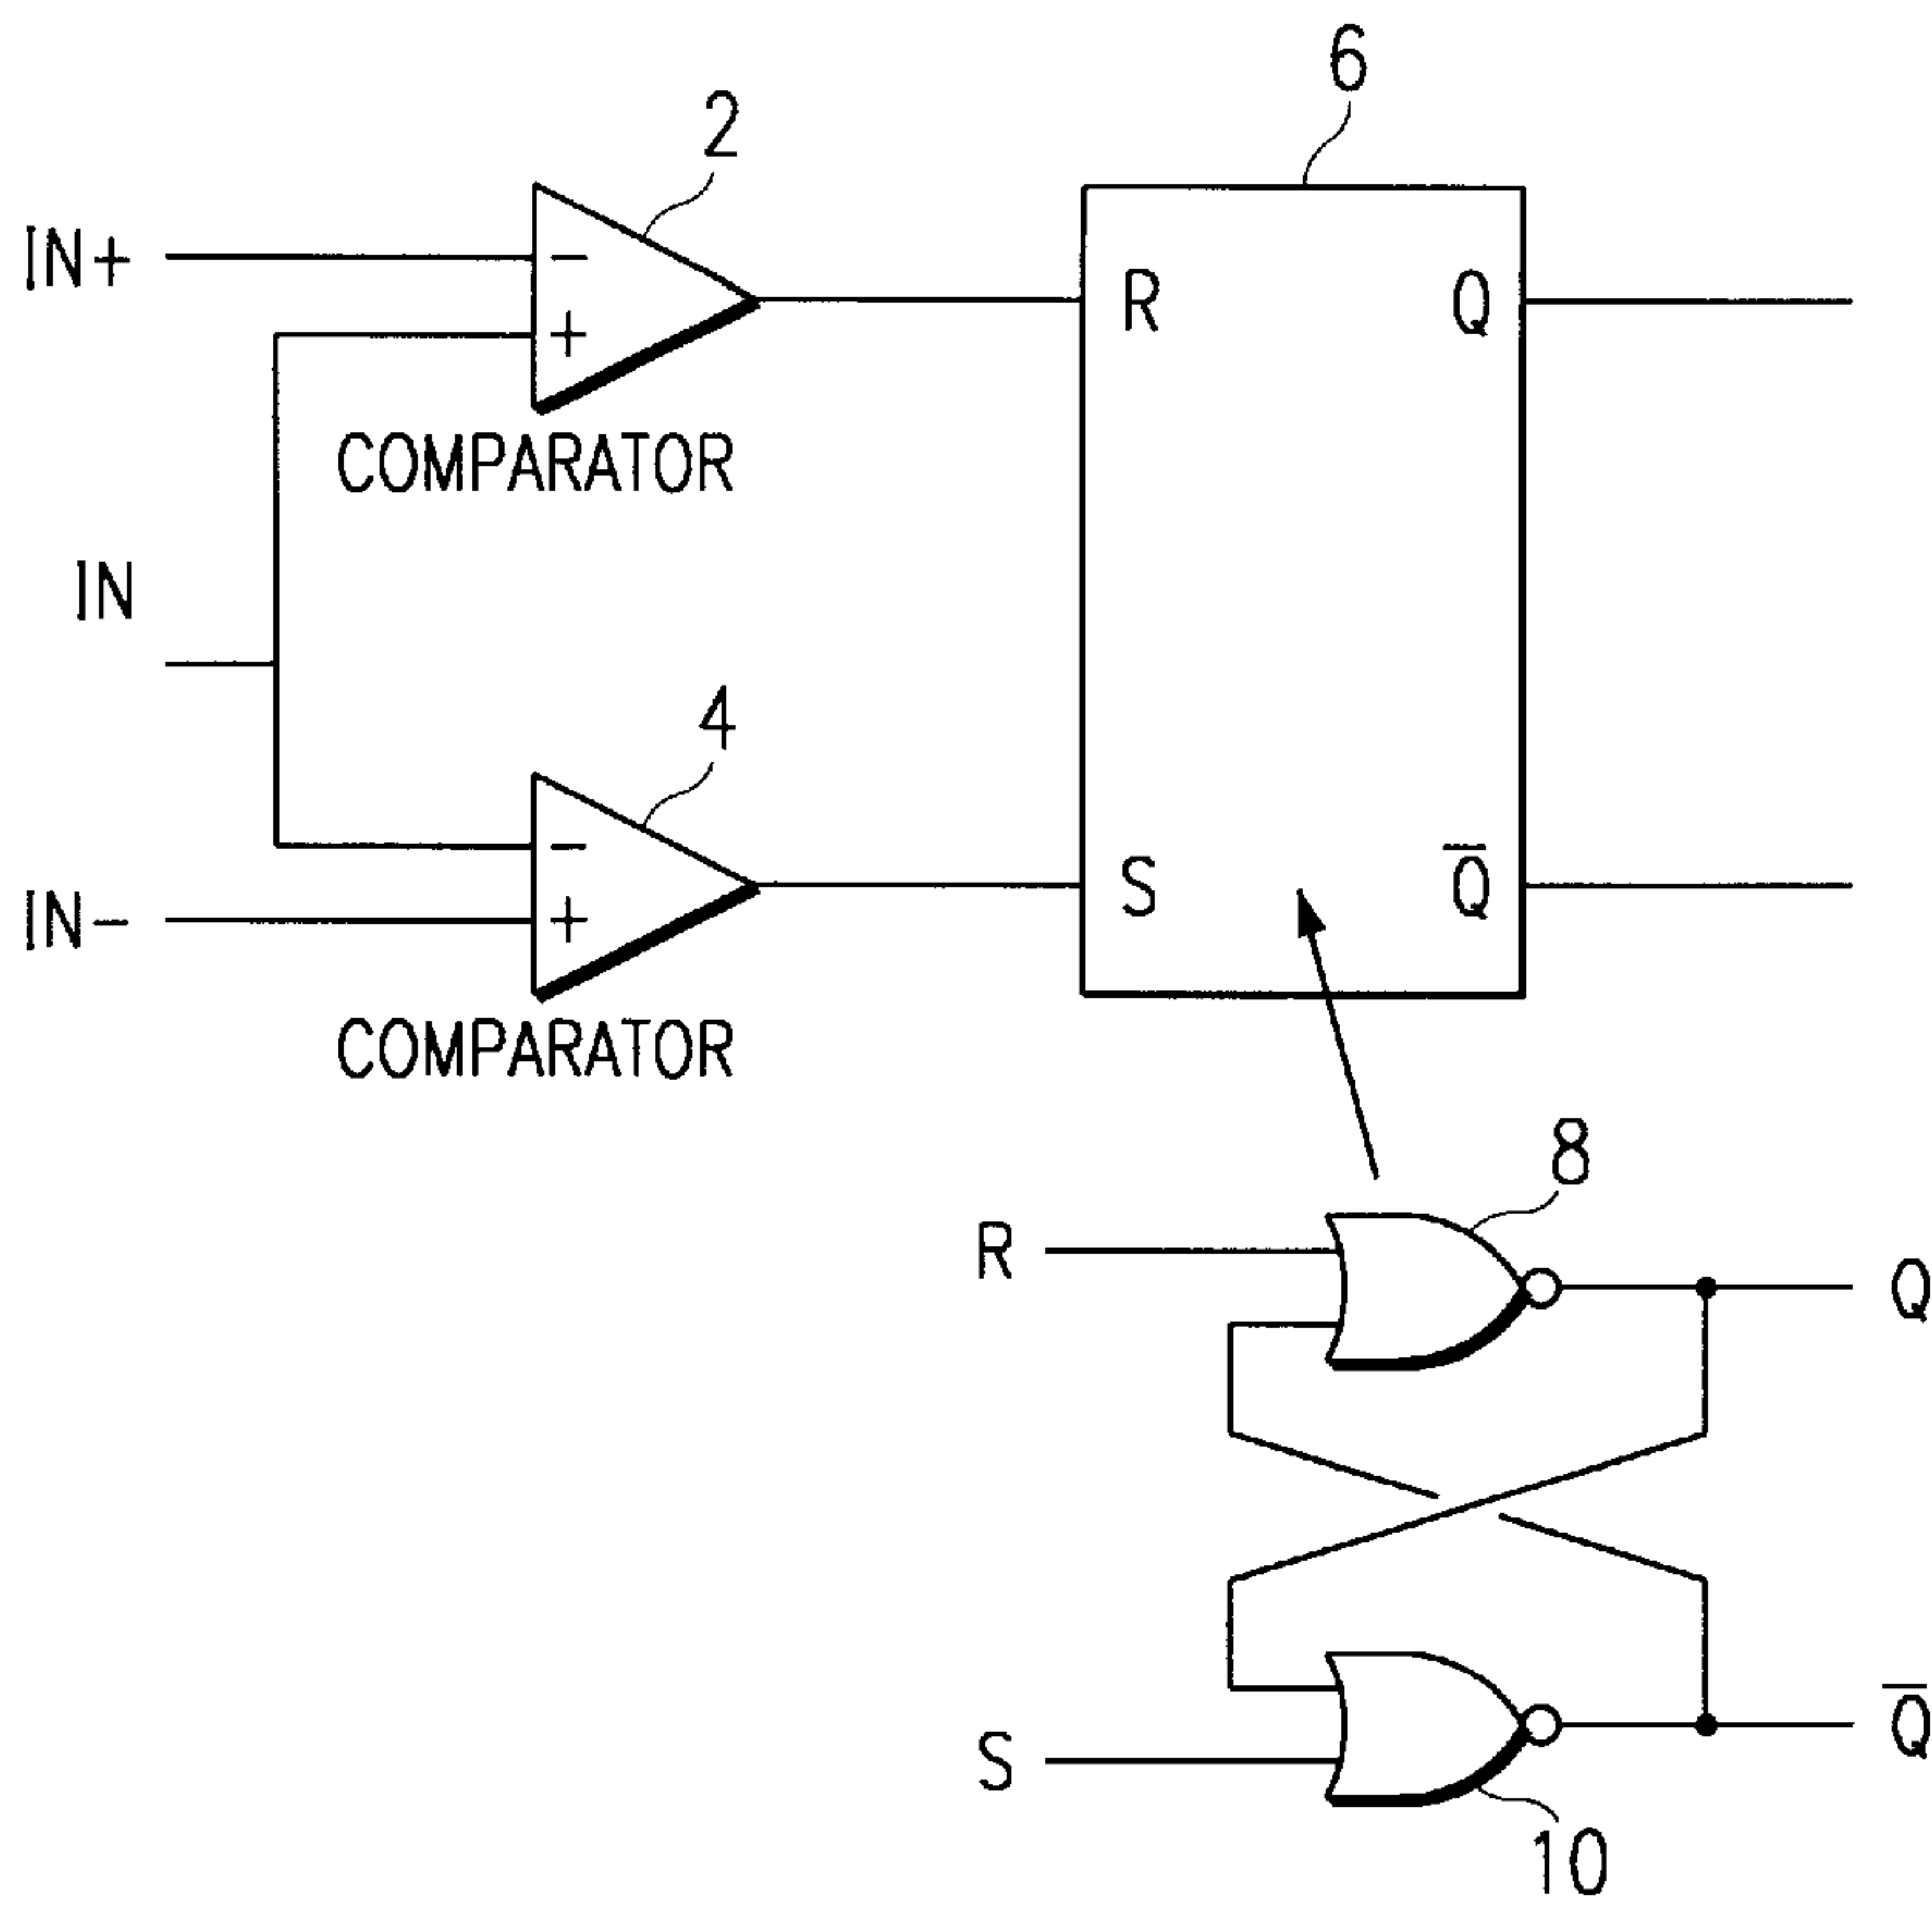 6
2
IN+
−
+
R
Q
COMPARATOR
IN
4
−
+
IN-
S
Q̅
COMPARATOR
8
R
Q
S
Q̅
10